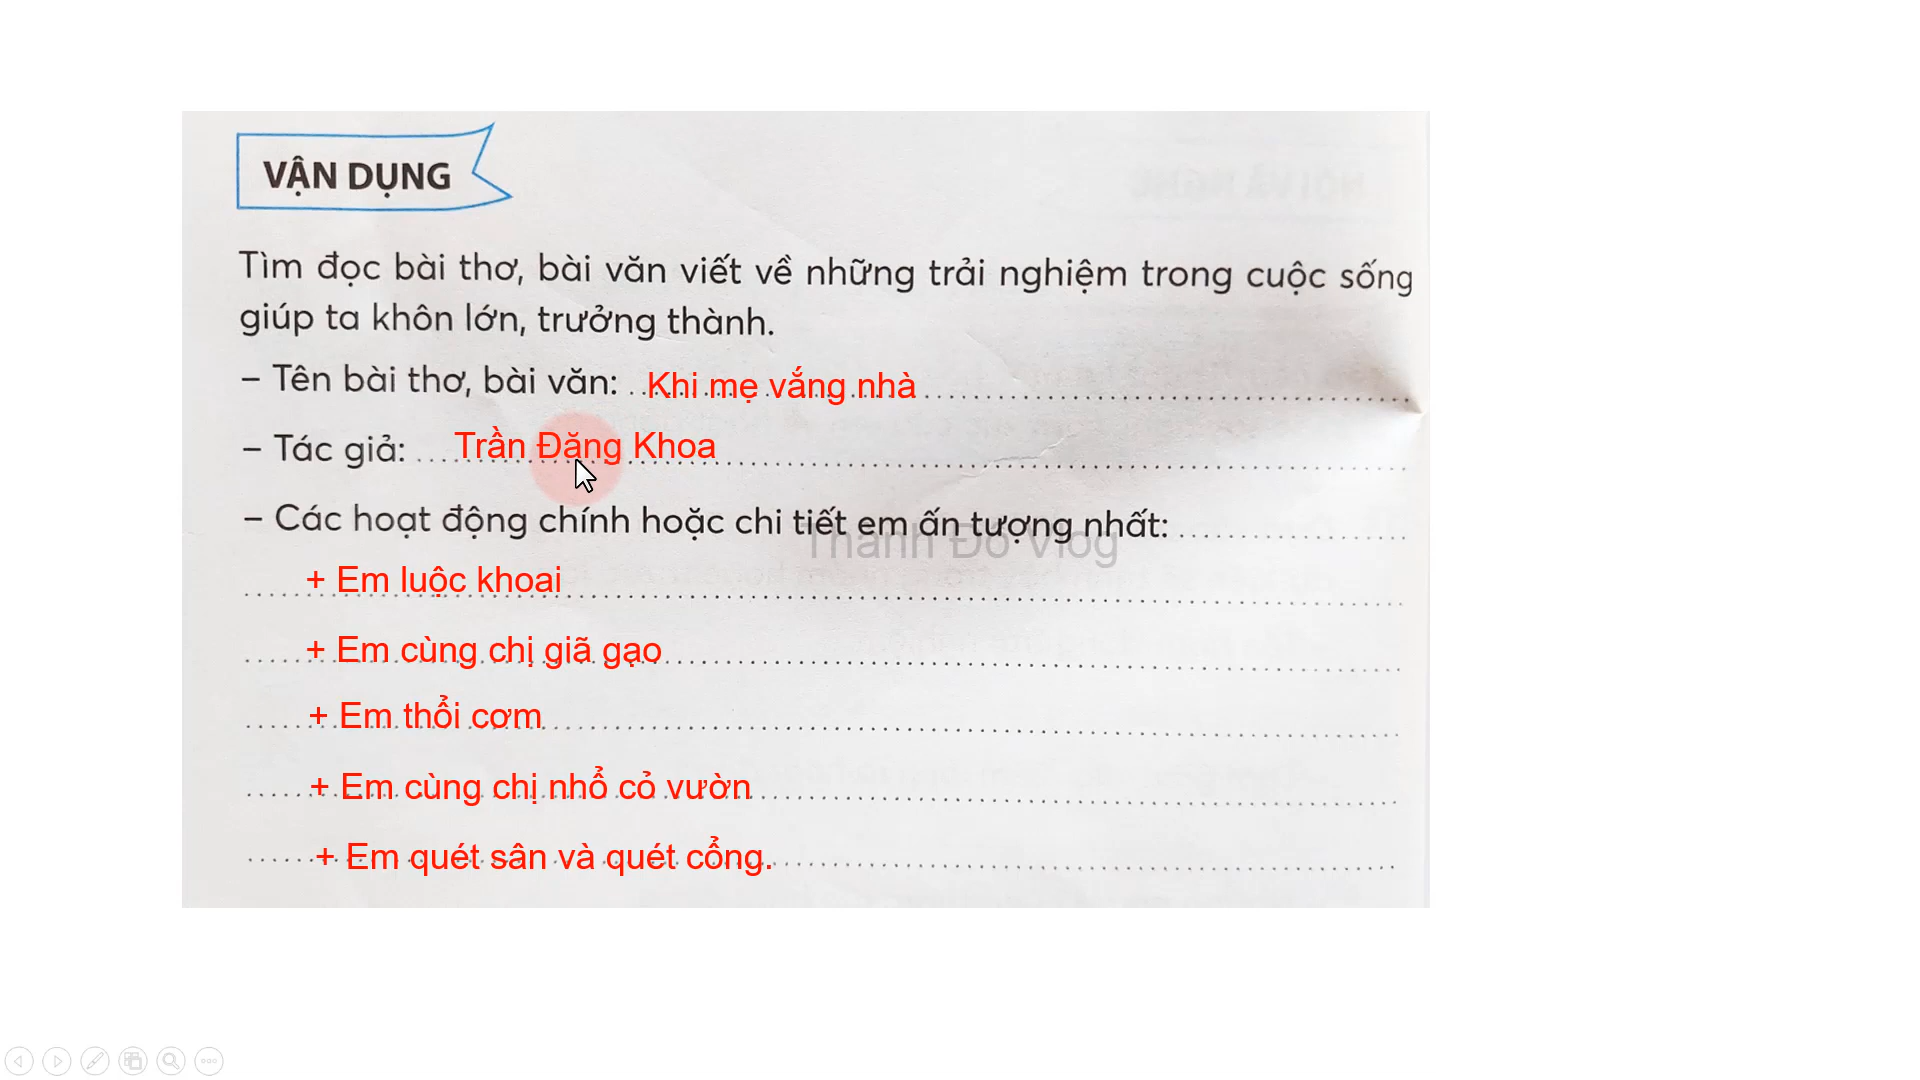 VẬN DỤNG
Tìm đọc bài thơ, bài văn viết về những trải nghiệm trong cuộc sống
giúp ta khôn lớn, trưởng thành.
– Tên bài thơ, bài văn: Khi mẹ vắng nhà
– Tác giả: Trần Đăng Khoa
– Các hoạt động chính hoặc chi tiết em ấn tượng nhất:
Thanh Đô Vlog
+ Em luộc khoai
+ Em cùng chị giã gạo
+ Em thổi cơm
+ Em cùng chị nhổ cỏ vườn
+ Em quét sân và quét cổng.